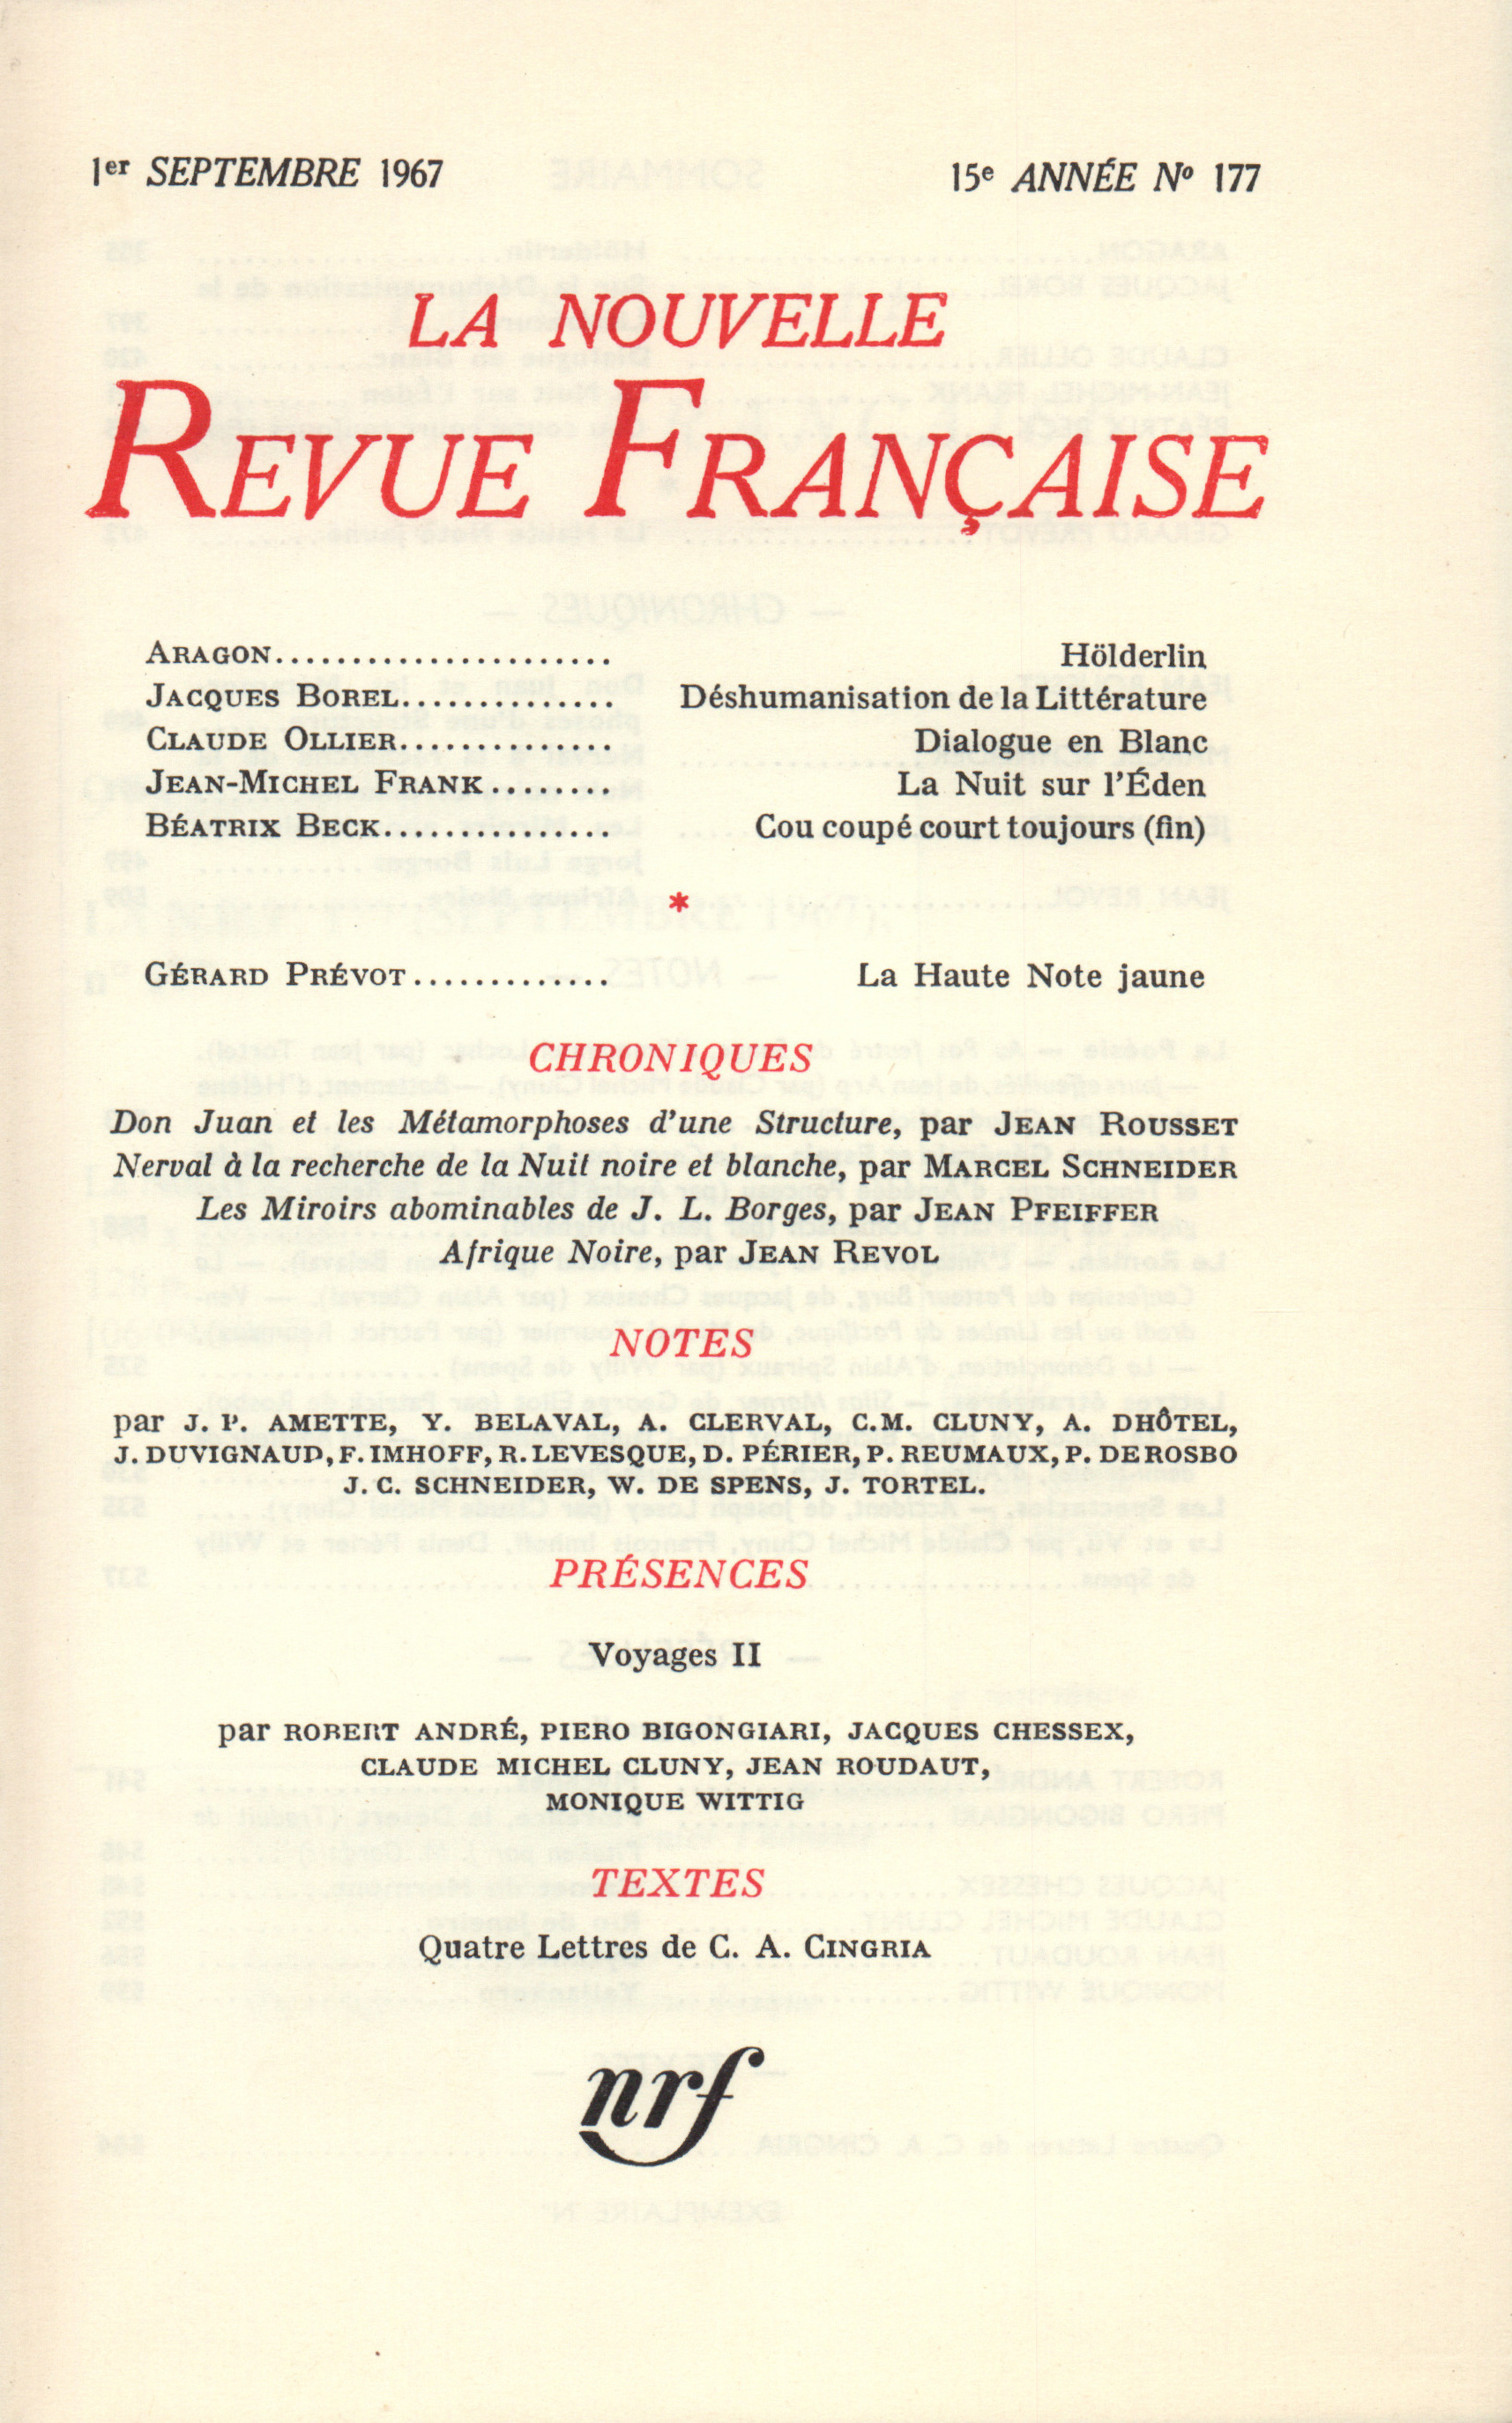 1er SEPTEMBRE 1967 15e ANNÉE No 177
LA NOUVELLE
REVUE FRANÇAISE
ARAGON...................... Hölderlin
JACQUES BOREL.............. Déshumanisation de la Littérature
CLAUDE OLLIER.............. Dialogue en Blanc
JEAN-MICHEL FRANK........ La Nuit sur l'Éden
BÉATRIX BECK............... Cou coupé court toujours (fin)
*
GÉRARD PRÉVOT............. La Haute Note jaune
CHRONIQUES
Don Juan et les Métamorphoses d'une Structure, par JEAN ROUSSET
Nerval à la recherche de la Nuit noire et blanche, par MARCEL SCHNEIDER
Les Miroirs abominables de J. L. Borges, par JEAN PFEIFFER
Afrique Noire, par JEAN REVOL
NOTES
par J. P. AMETTE, Y. BELAVAL, A. CLERVAL, C.M. CLUNY, A. DHÔTEL,
J. DUVIGNAUD, F. IMHOFF, R. LEVESQUE, D. PÉRIER, P. REUMAUX, P. DE ROSBO
J. C. SCHNEIDER, W. DE SPENS, J. TORTEL.
PRÉSENCES
Voyages II
par ROBERT ANDRÉ, PIERO BIGONGIARI, JACQUES CHESSEX,
CLAUDE MICHEL CLUNY, JEAN ROUDAUT,
MONIQUE WITTIG
TEXTES
Quatre Lettres de C. A. CINGRIA
nrf